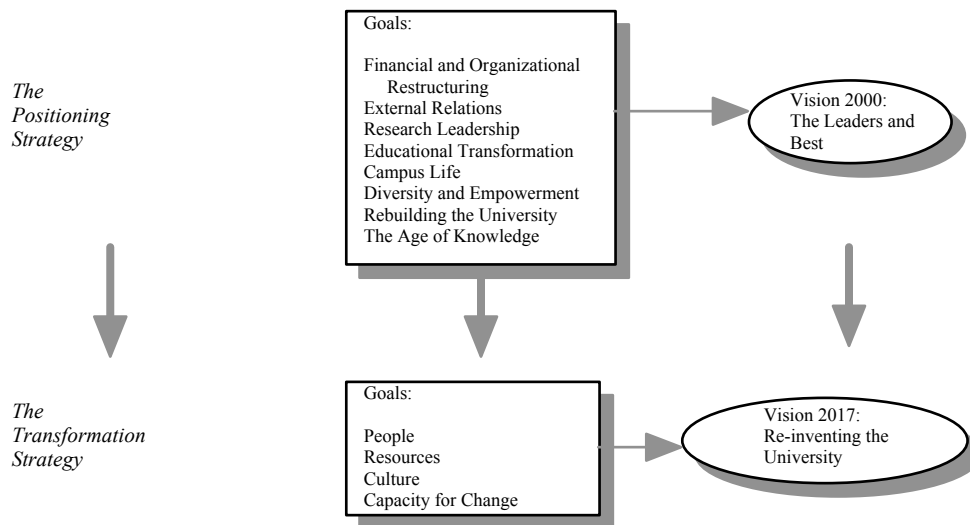 The
Positioning
Strategy
Goals:
Financial and Organizational
Restructuring
External Relations
Research Leadership
Educational Transformation
Campus Life
Diversity and Empowerment
Rebuilding the University
The Age of Knowledge
Vision 2000:
The Leaders and
Best
The
Transformation
Strategy
Goals:
People
Resources
Culture
Capacity for Change
Vision 2017:
Re-inventing the
University